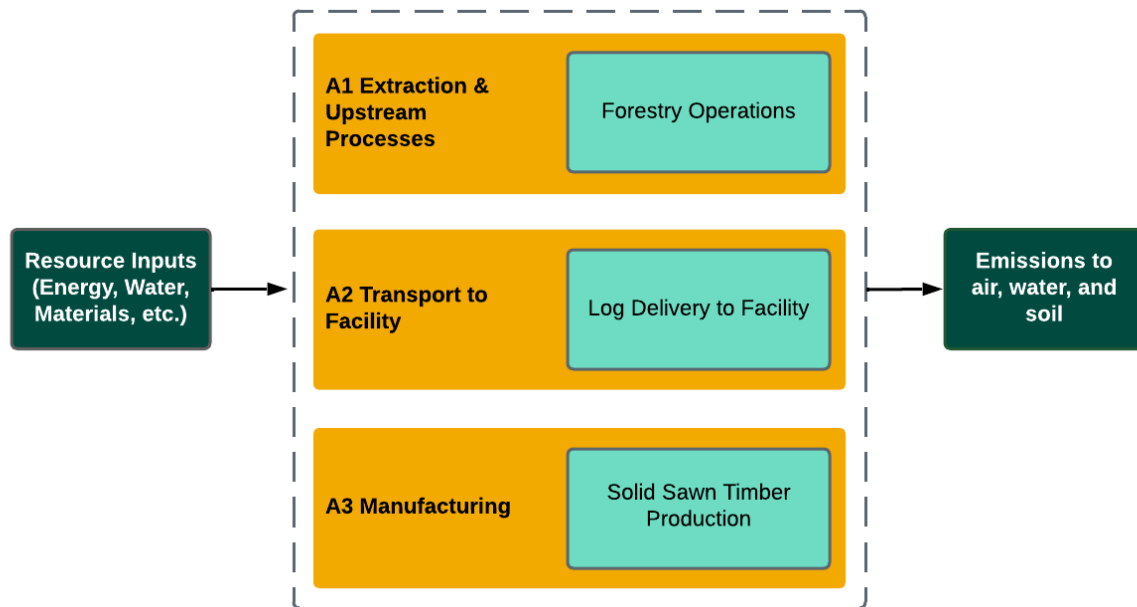 A1 Extraction &
Upstream
Processes
Forestry Operations
Resource Inputs
(Energy, Water,
Materials, etc.)
A2 Transport to
Facility
Log Delivery to Facility
Emissions to
air, water, and
soil
A3 Manufacturing
Solid Sawn Timber
Production